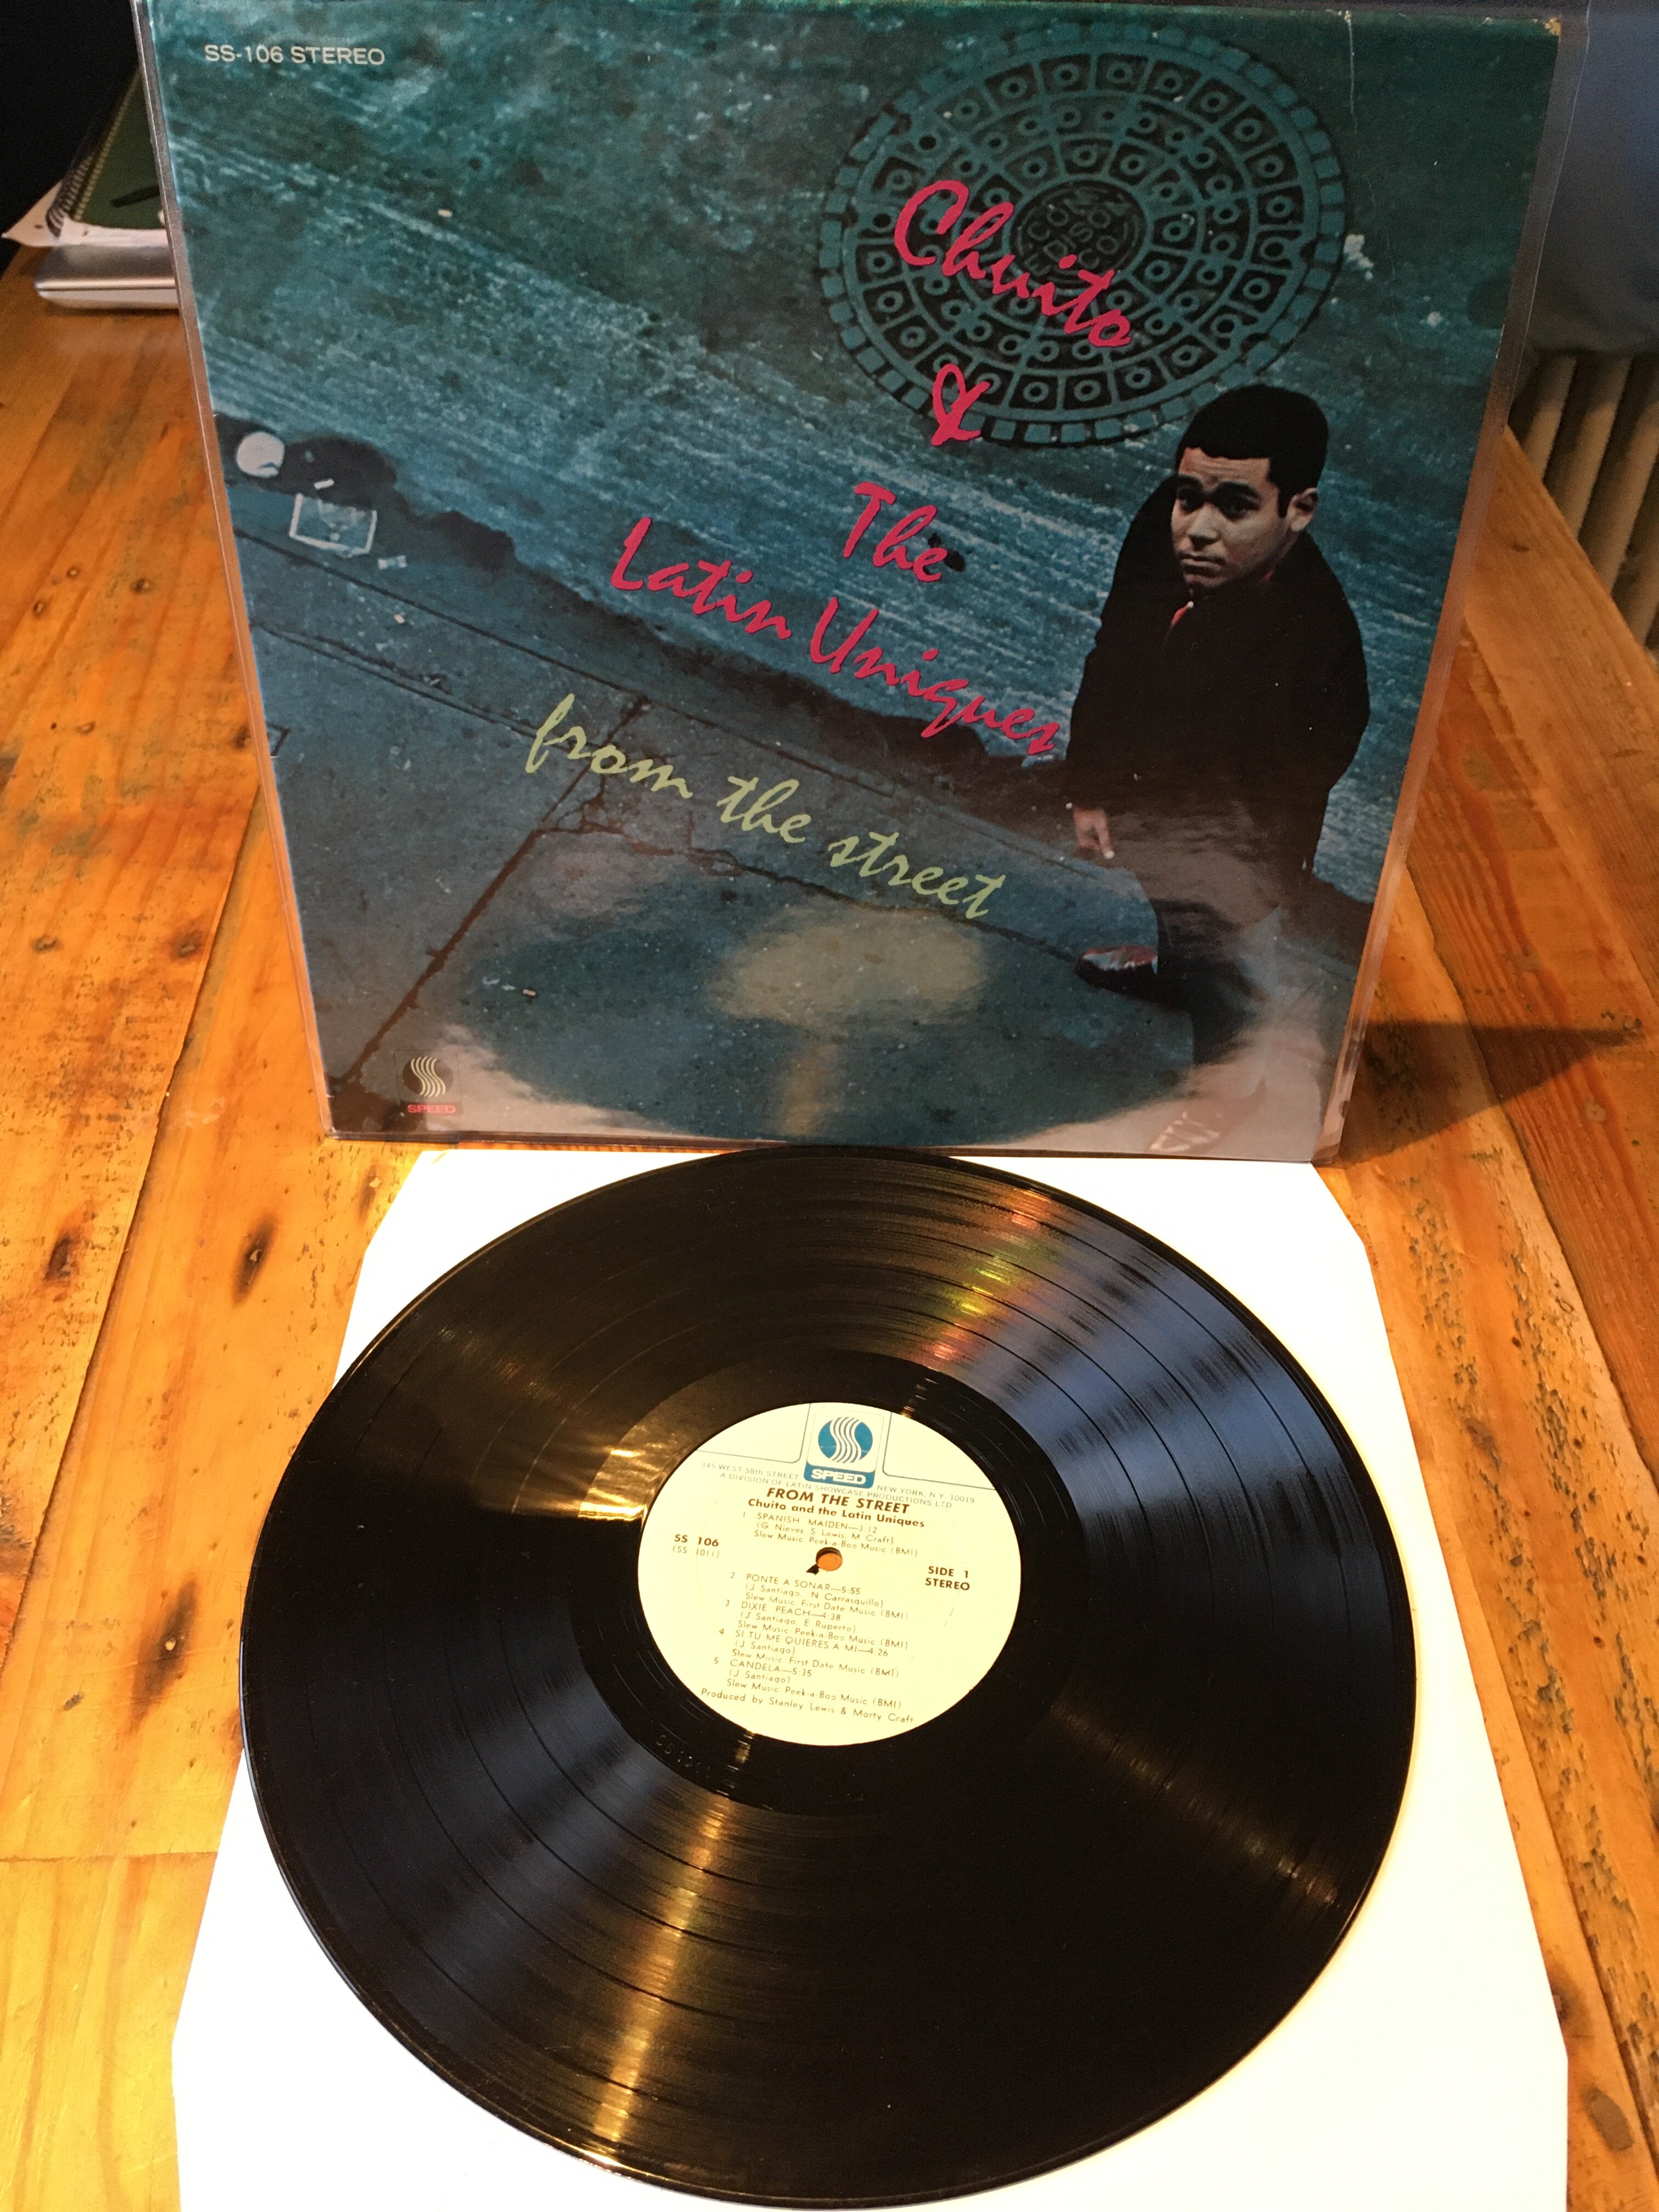 SS-106 STEREO
Chuito
&
The
Latin Uniques
from the street
SPEED
SPEED
345 WEST 58th STREET NEW YORK, N.Y. 10019
A DIVISION OF LATIN SHOWCASE PRODUCTIONS LTD
FROM THE STREET
Chuito and the Latin Uniques
1 SPANISH MAIDEN—3:12
(G. Nieves, S. Lewis, M. Craft)
Slew Music Peek-a-Boo Music (BMI)
SS 106
SIDE 1
STEREO
2 PONTE A SONAR—5:55
(J. Santiago, N. Carrasquillo)
Slew Music First Date Music (BMI)
3 DIXIE PEACH—4:38
(J. Santiago, E. Ruperto)
Slew Music Peek-a-Boo Music (BMI)
4 SI TU ME QUIERES A MI—4:26
(J. Santiago)
Slew Music First Date Music (BMI)
5 CANDELA—5:35
(J. Santiago)
Slew Music Peek-a-Boo Music (BMI)
Produced by Stanley Lewis & Morty Craft